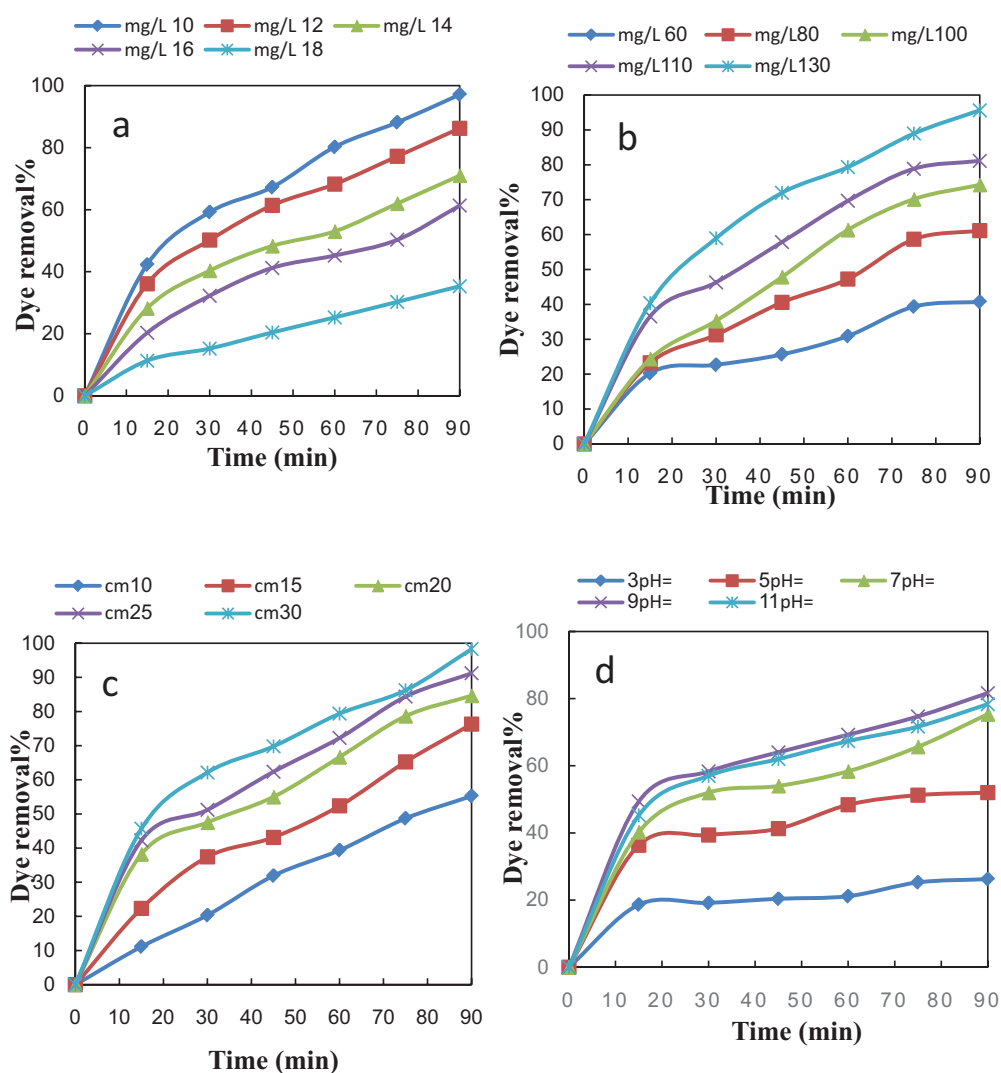 mg/L 10 mg/L 12 mg/L 14
mg/L 16 mg/L 18
a
Dye removal%
100
80
60
40
20
0
0 10 20 30 40 50 60 70 80 90
Time (min)
mg/L 60 mg/L80 mg/L100
mg/L110 mg/L130
b
Dye removal%
100
90
80
70
60
50
40
30
20
10
0
0 10 20 30 40 50 60 70 80 90
Time (min)
cm10 cm15 cm20
cm25 cm30
c
Dye removal%
100
90
80
70
60
50
40
30
20
10
0
0 10 20 30 40 50 60 70 80 90
Time (min)
3pH= 5pH= 7pH=
9pH= 11pH=
d
Dye removal%
100
80
60
40
20
0
0 10 20 30 40 50 60 70 80 90
Time (min)